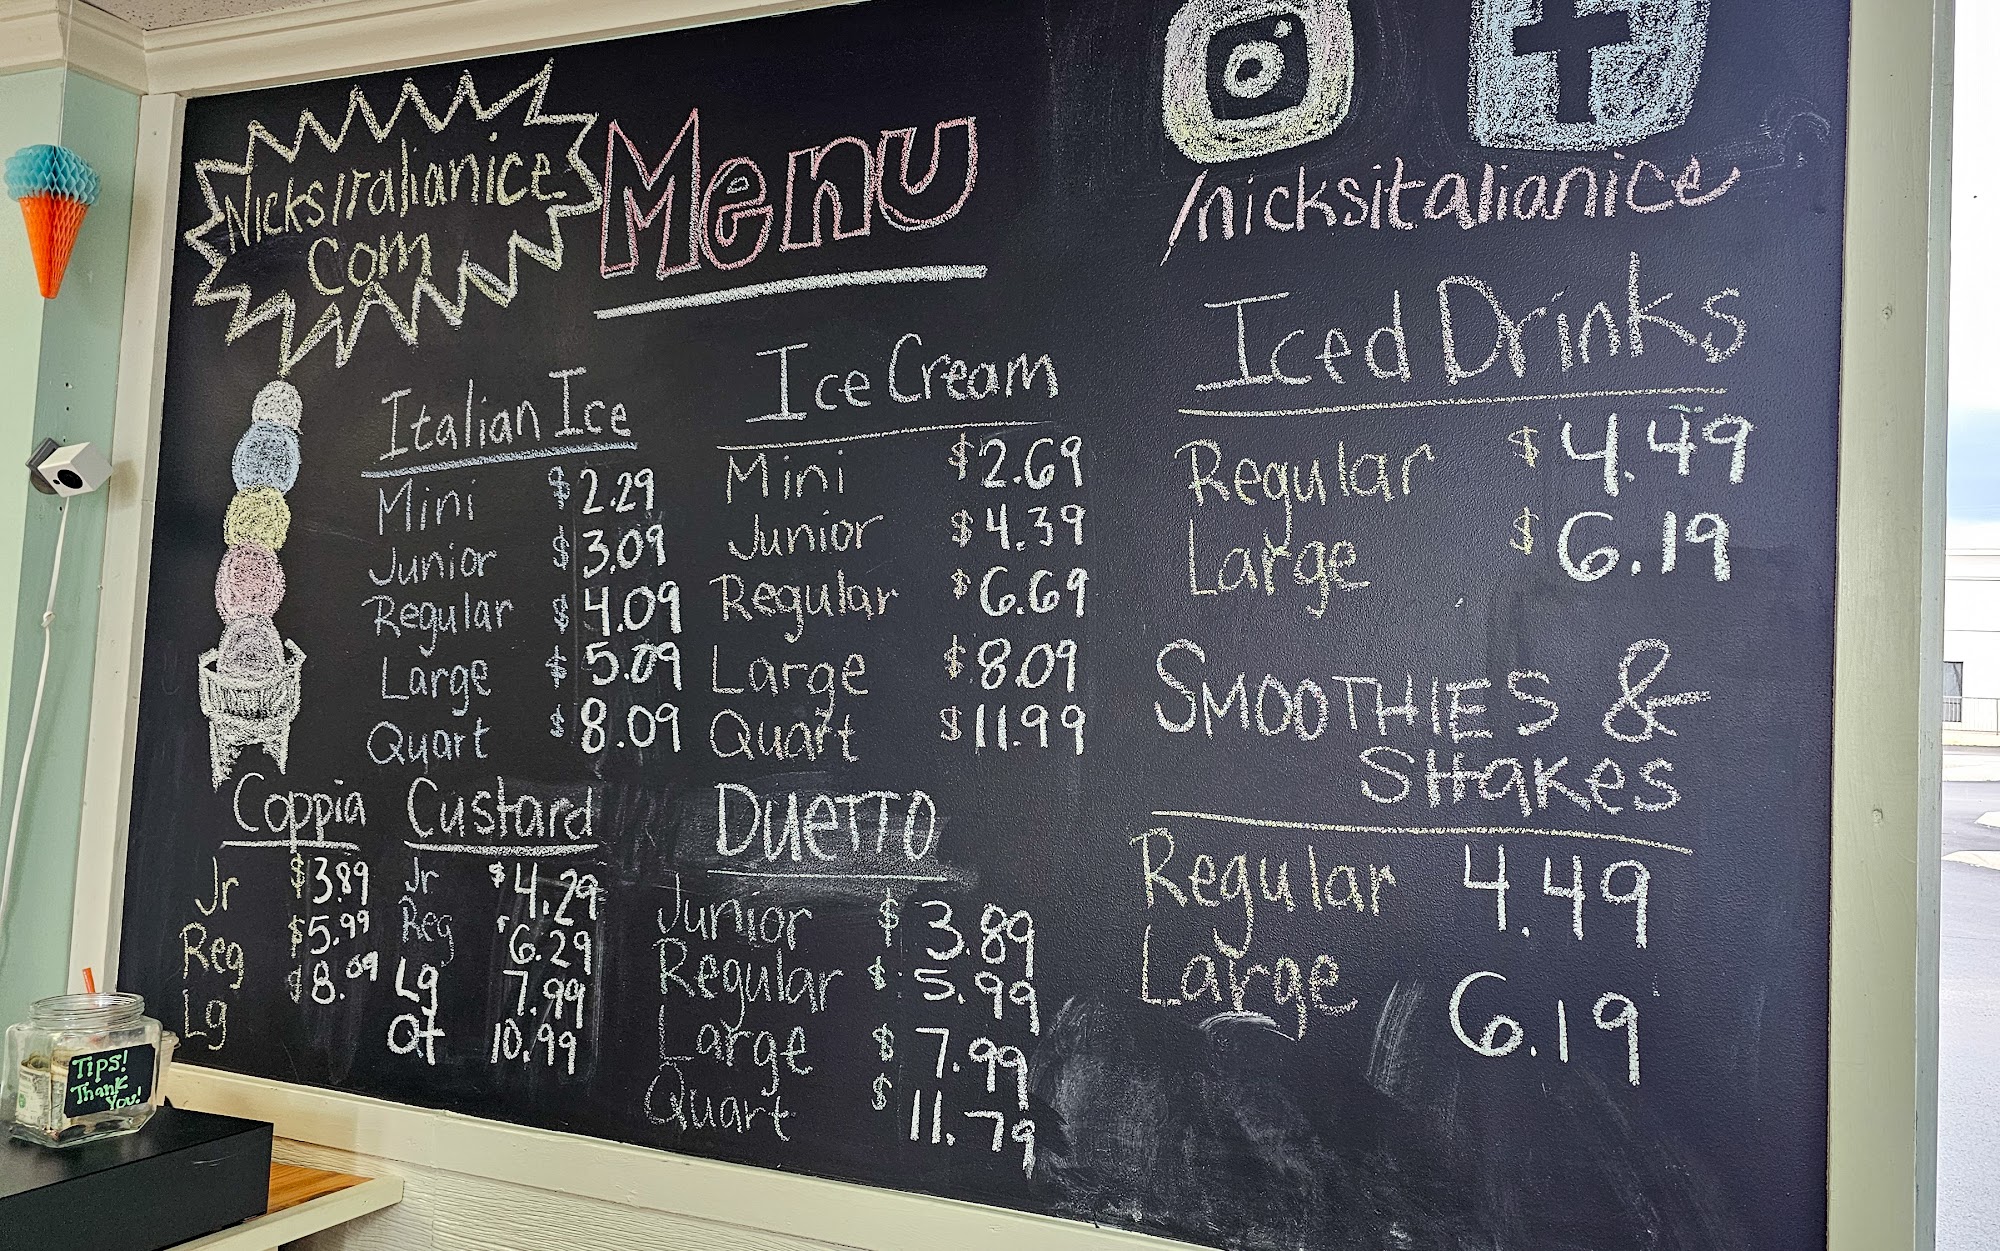 Nicksitalianice
Com
Menu
/nicksitalianice
Italian Ice
Mini $2.29
Junior $3.09
Regular $4.09
Large $5.09
Quart $8.09
Ice Cream
Mini $2.69
Junior $4.39
Regular $6.69
Large $8.09
Quart $11.99
Iced Drinks
Regular $4.49
Large $6.19
Coppia
Jr $3.89
Reg $5.99
Lg $8.09
Custard
Jr $4.29
Reg $6.29
Lg 7.99
Qt 10.99
Duetto
Junior $3.89
Regular $5.99
Large $7.99
Quart $11.79
SMOOTHIES &
SHakes
Regular 4.49
Large 6.19
Tips!
Thank
You!